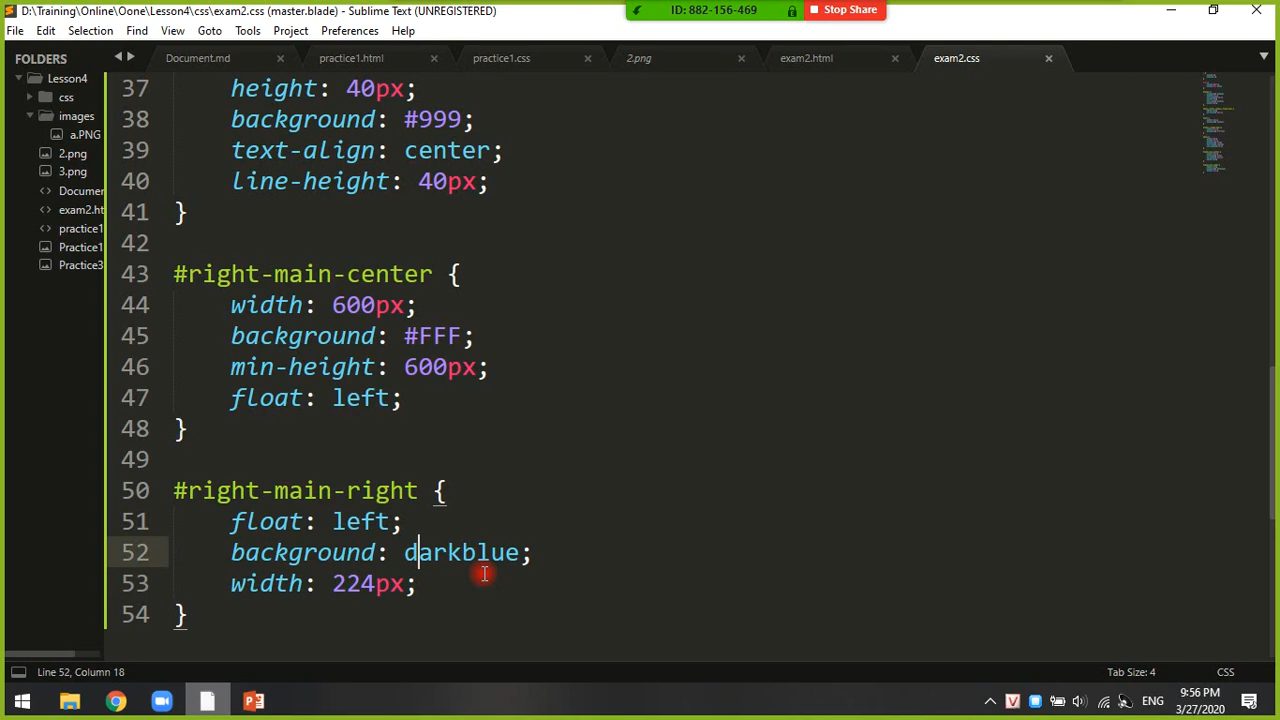 D:\Training\Online\Oone\Lesson4\css\exam2.css (master.blade) - Sublime Text (UNREGISTERED)
ID: 882-156-469
Stop Share
File Edit Selection Find View Goto Tools Project Preferences Help
FOLDERS
Document.md practice1.html practice1.css 2.png exam2.html exam2.css
Lesson4
css
images
a.PNG
2.png
3.png
Docume
exam2.ht
practice1
Practice1
Practice3
37 height: 40px;
38 background: #999;
39 text-align: center;
40 line-height: 40px;
41 }
42
43 #right-main-center {
44 width: 600px;
45 background: #FFF;
46 min-height: 600px;
47 float: left;
48 }
49
50 #right-main-right {
51 float: left;
52 background: darkblue;
53 width: 224px;
54 }
Line 52, Column 18
Tab Size: 4
CSS
ENG
9:56 PM
3/27/2020